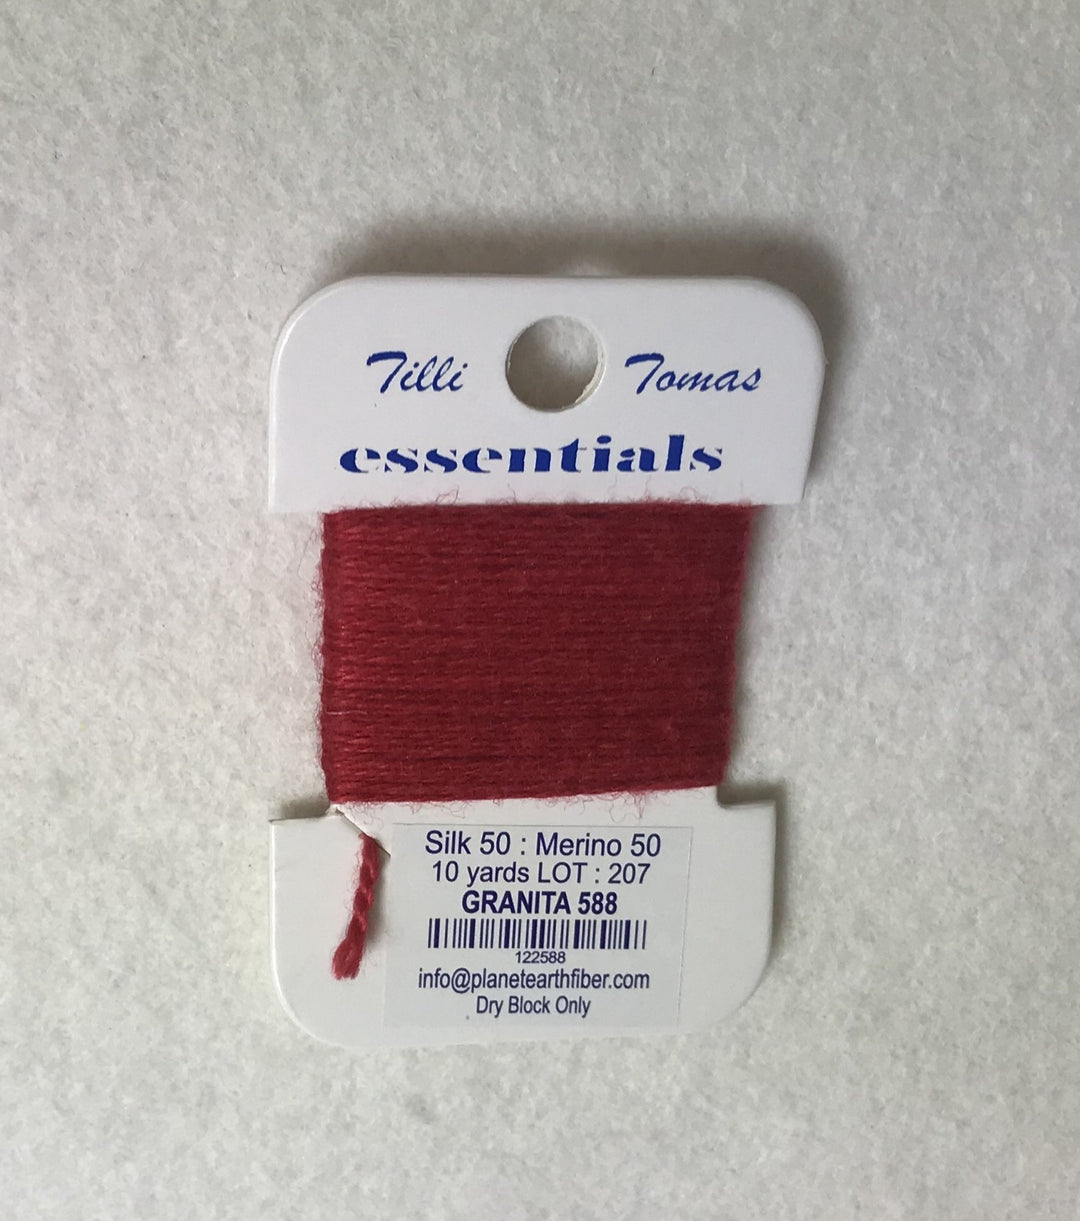 Tilli Tomas
essentials
Silk 50 : Merino 50
10 yards LOT : 207
GRANITA 588
122588
info@planetearthfiber.com
Dry Block Only